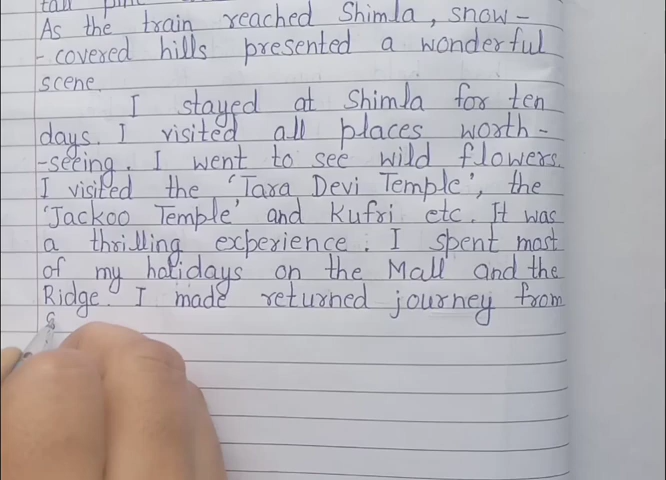 tall pine
As the train reached Shimla, snow-
-covered hills presented a wonderful
scene.
I stayed at Shimla for ten
days. I visited all places worth-
-seeing. I went to see wild flowers.
I visited the 'Tara Devi Temple', the
'Jackoo Temple' and Kufri etc. It was
a thrilling experience. I spent most
of my holidays on the Mall and the
Ridge. I made returned journey from